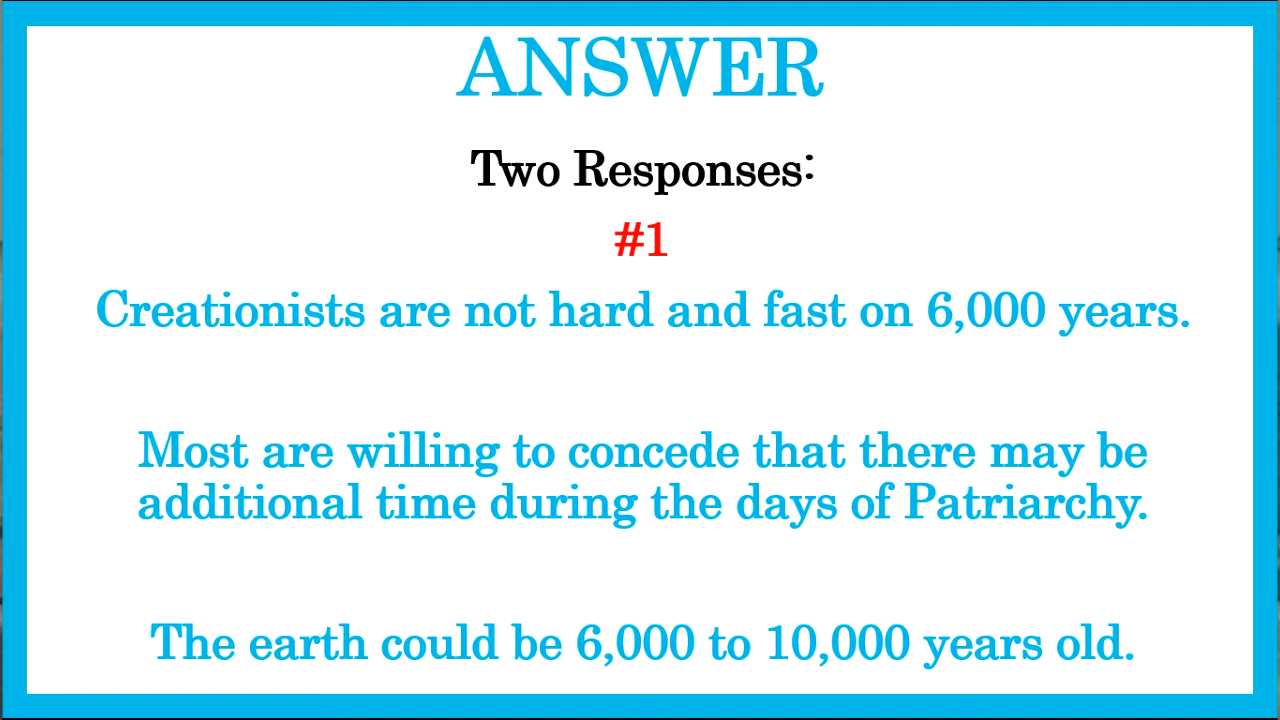 ANSWER
Two Responses:
#1
Creationists are not hard and fast on 6,000 years.
Most are willing to concede that there may be
additional time during the days of Patriarchy.
The earth could be 6,000 to 10,000 years old.